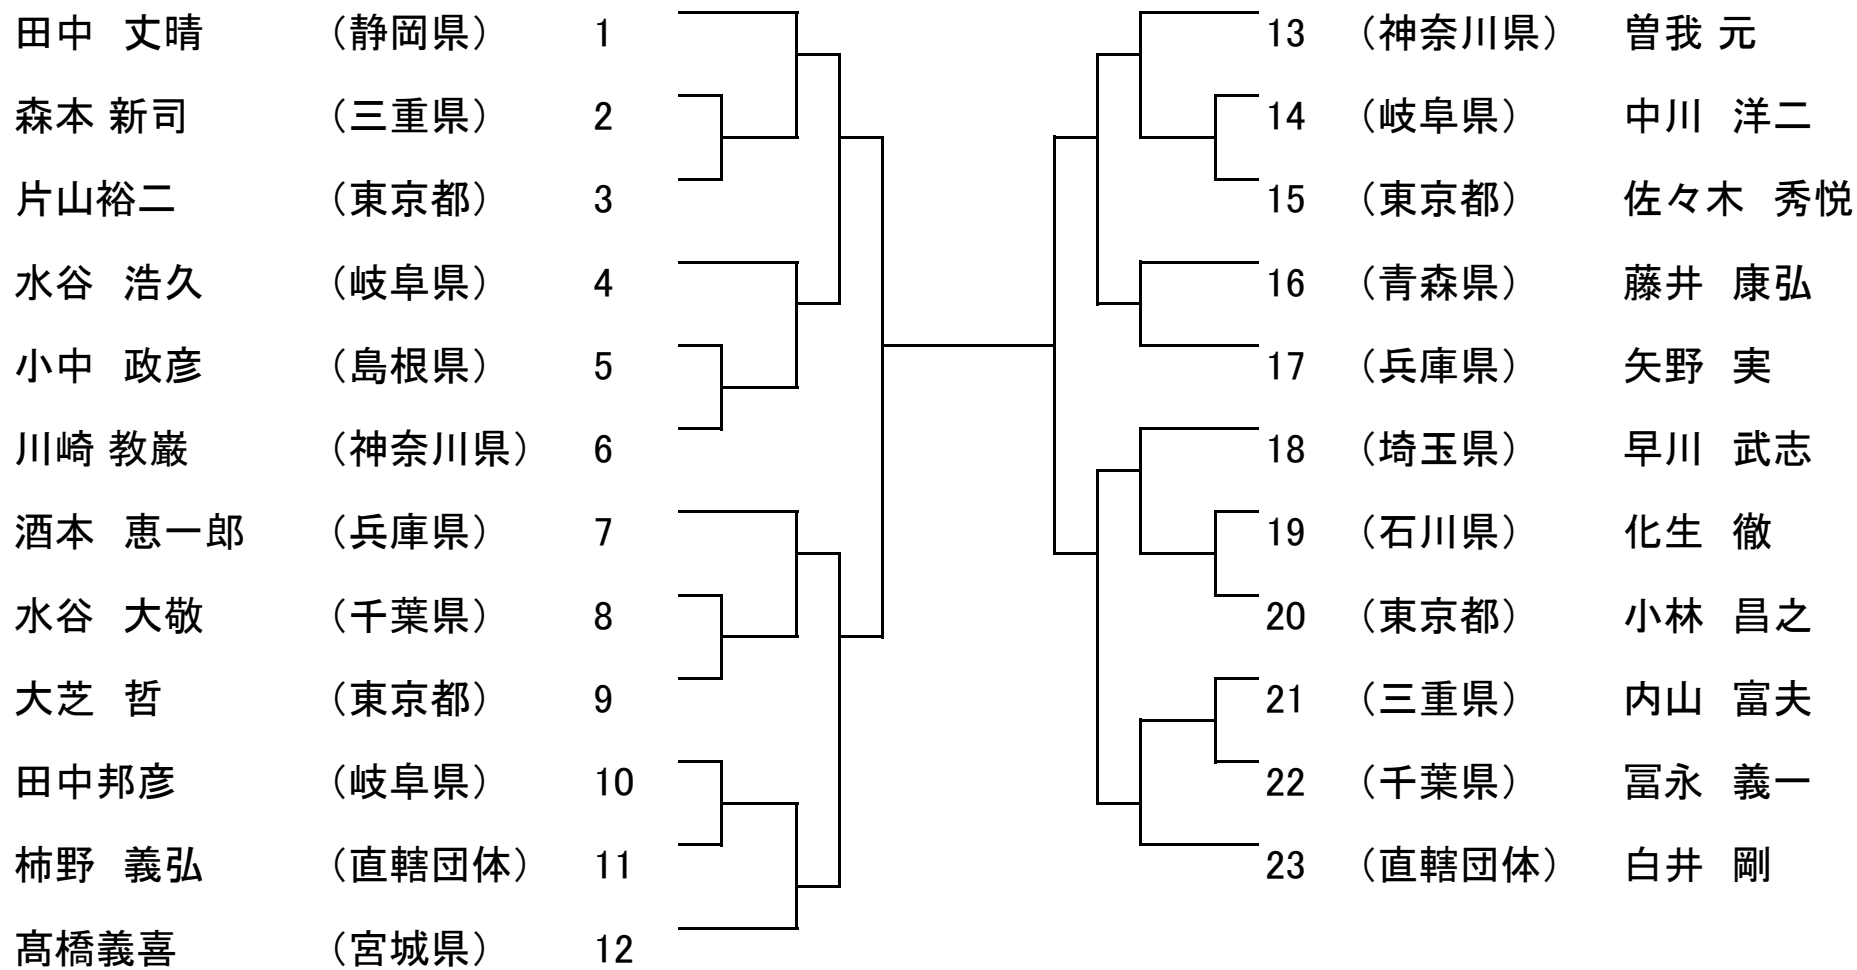 田中　丈晴　（静岡県）　1　13　（神奈川県）　曽我 元
森本 新司　（三重県）　2　14　（岐阜県）　中川　洋二
片山裕二　（東京都）　3　15　（東京都）　佐々木　秀悦
水谷　浩久　（岐阜県）　4　16　（青森県）　藤井　康弘
小中　政彦　（島根県）　5　17　（兵庫県）　矢野　実
川崎 教巌　（神奈川県）　6　18　（埼玉県）　早川　武志
酒本　恵一郎　（兵庫県）　7　19　（石川県）　化生　徹
水谷　大敬　（千葉県）　8　20　（東京都）　小林　昌之
大芝　哲　（東京都）　9　21　（三重県）　内山　富夫
田中邦彦　（岐阜県）　10　22　（千葉県）　冨永　義一
柿野　義弘　（直轄団体）　11　23　（直轄団体）　白井　剛
髙橋義喜　（宮城県）　12